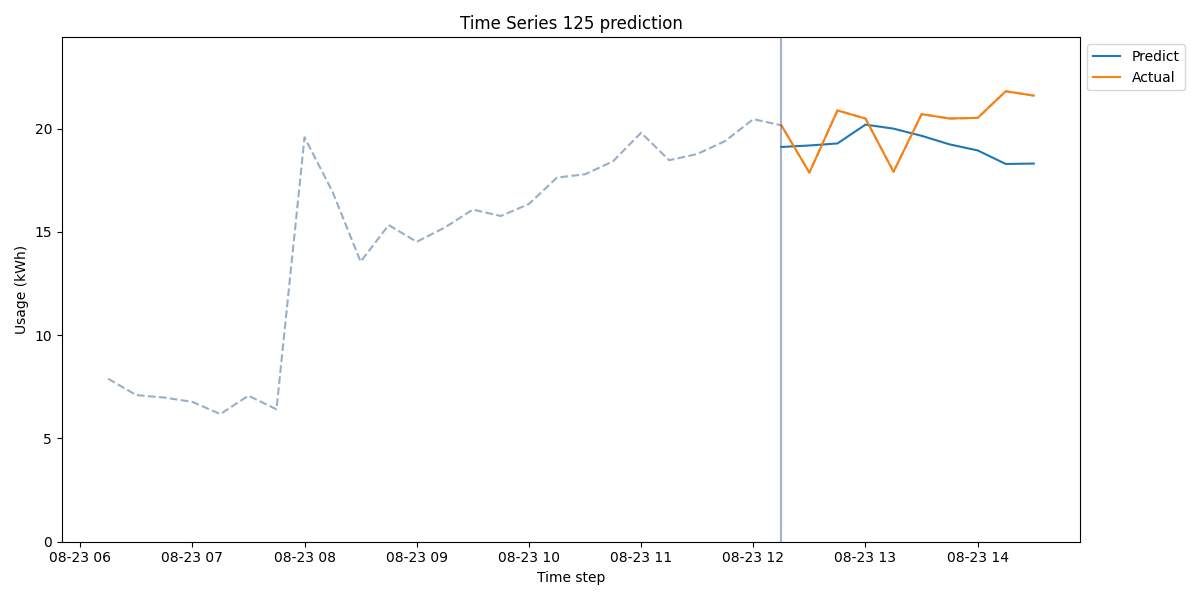 Time Series 125 prediction
Predict
Actual
Usage (kWh)
20
15
10
5
0
08-23 06 08-23 07 08-23 08 08-23 09 08-23 10 08-23 11 08-23 12 08-23 13 08-23 14
Time step